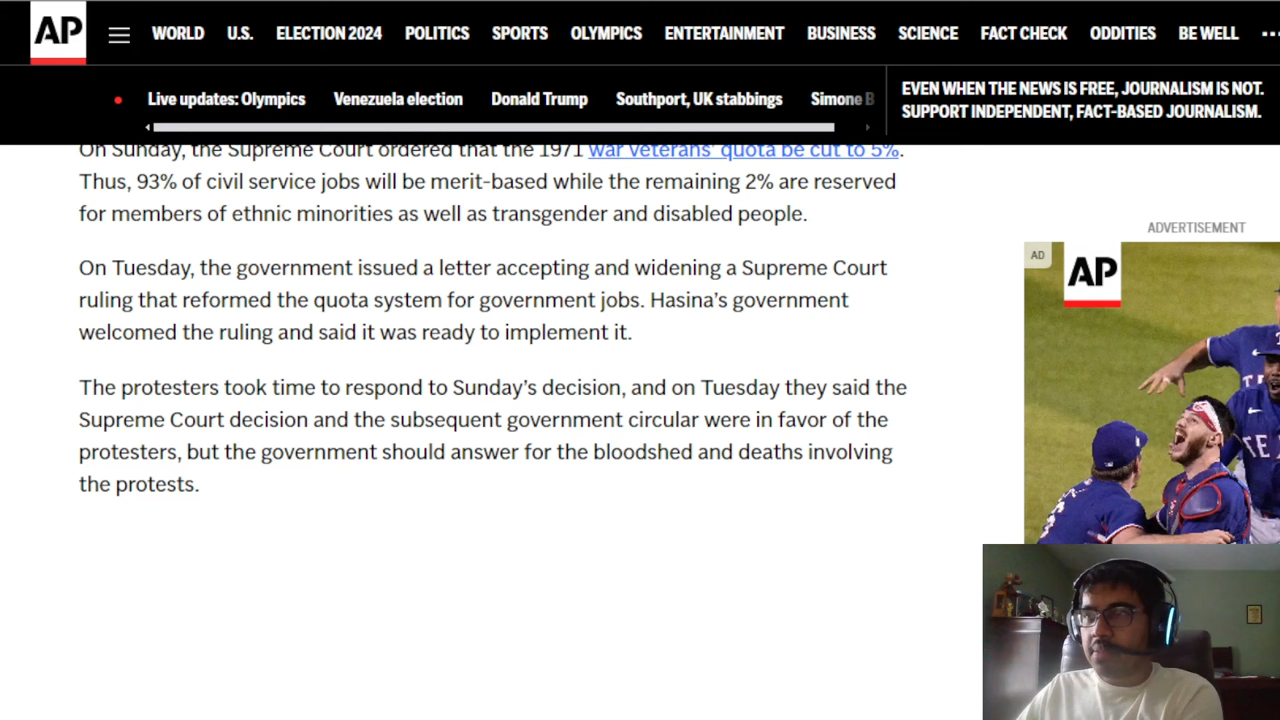 AP
WORLD U.S. ELECTION 2024 POLITICS SPORTS OLYMPICS ENTERTAINMENT BUSINESS SCIENCE FACT CHECK ODDITIES BE WELL ...
Live updates: Olympics Venezuela election Donald Trump Southport, UK stabbings Simone B
EVEN WHEN THE NEWS IS FREE, JOURNALISM IS NOT.
SUPPORT INDEPENDENT, FACT-BASED JOURNALISM.
On Sunday, the Supreme Court ordered that the 1971 war veterans' quota be cut to 5%.
Thus, 93% of civil service jobs will be merit-based while the remaining 2% are reserved
for members of ethnic minorities as well as transgender and disabled people.
On Tuesday, the government issued a letter accepting and widening a Supreme Court
ruling that reformed the quota system for government jobs. Hasina’s government
welcomed the ruling and said it was ready to implement it.
The protesters took time to respond to Sunday’s decision, and on Tuesday they said the
Supreme Court decision and the subsequent government circular were in favor of the
protesters, but the government should answer for the bloodshed and deaths involving
the protests.
ADVERTISEMENT
AD
AP